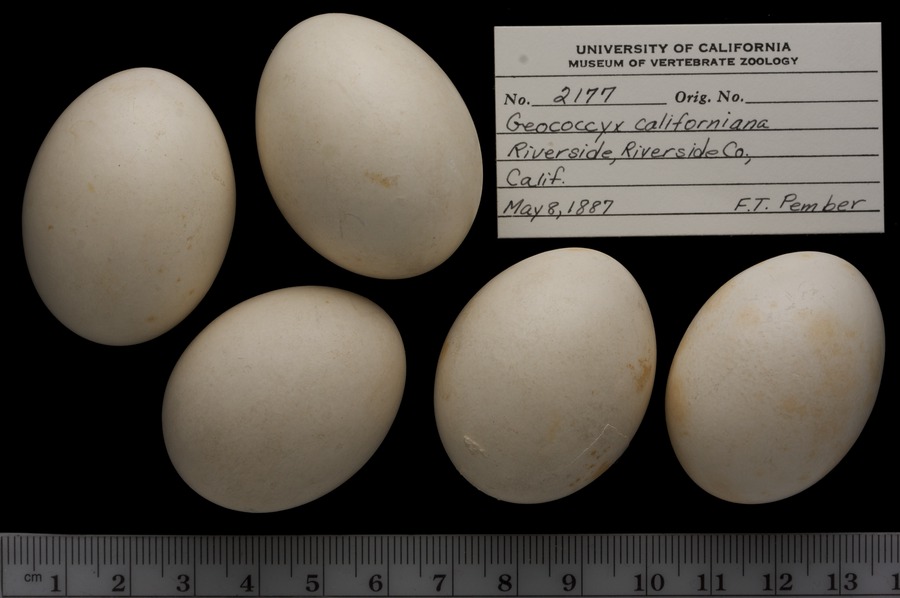 UNIVERSITY OF CALIFORNIA
MUSEUM OF VERTEBRATE ZOOLOGY
No. 2177 Orig. No.
Geococcyx californiana
Riverside, Riverside Co.,
Calif.
May 8, 1887 F.T. Pember
cm 1 2 3 4 5 6 7 8 9 10 11 12 13 1